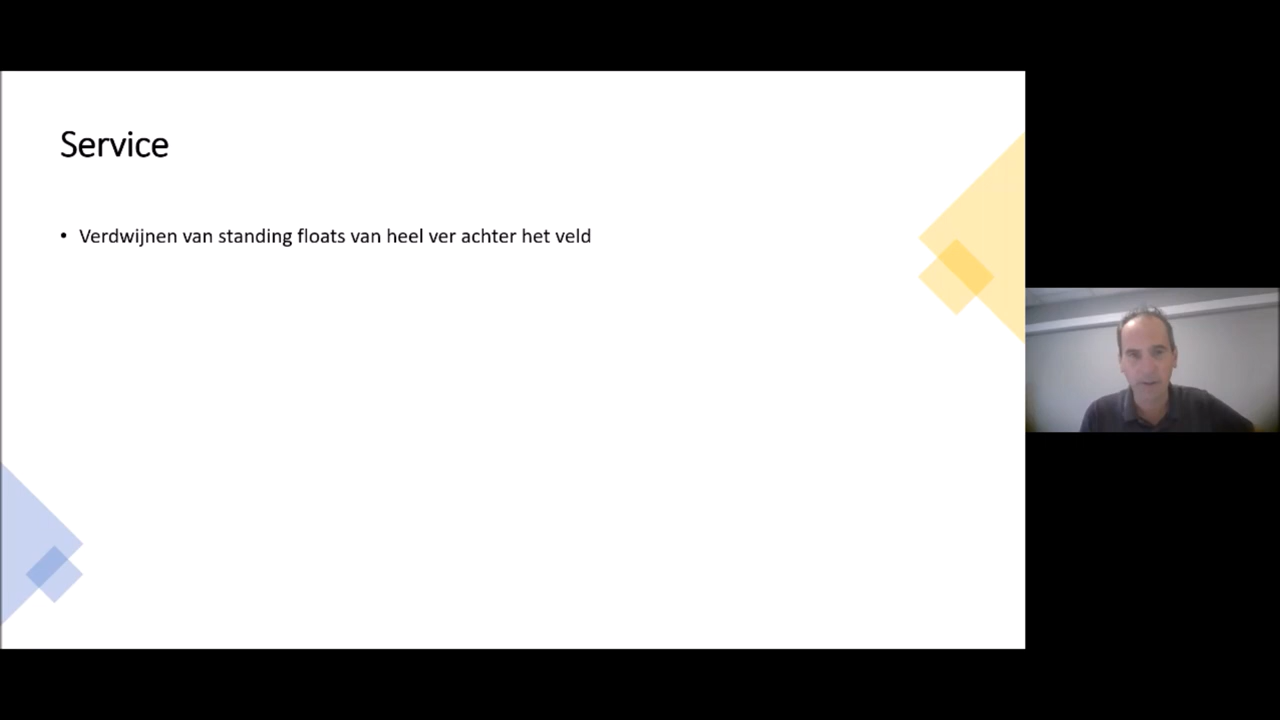 Service
• Verdwijnen van standing floats van heel ver achter het veld